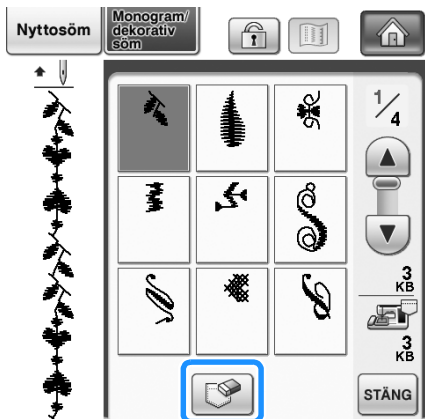 Nyttosöm
Monogram/
dekorativ
söm
1/4
3
KB
3
KB
STÄNG